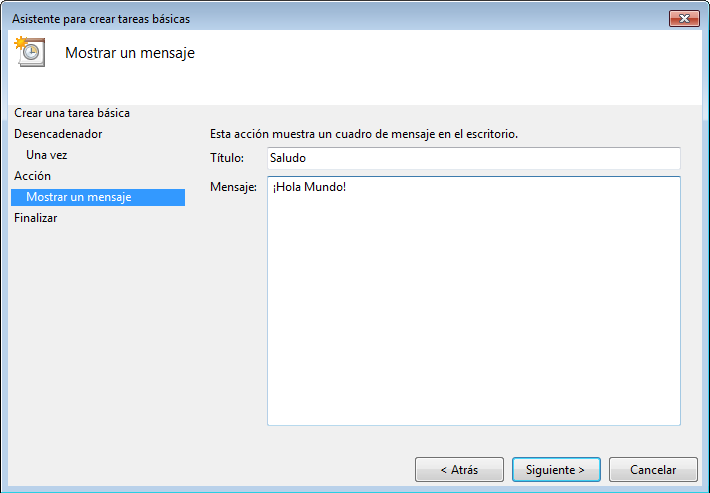 Asistente para crear tareas básicas
Mostrar un mensaje
Crear una tarea básica
Desencadenador
Una vez
Acción
Mostrar un mensaje
Finalizar
Esta acción muestra un cuadro de mensaje en el escritorio.
Título: Saludo
Mensaje: ¡Hola Mundo!
< Atrás Siguiente > Cancelar